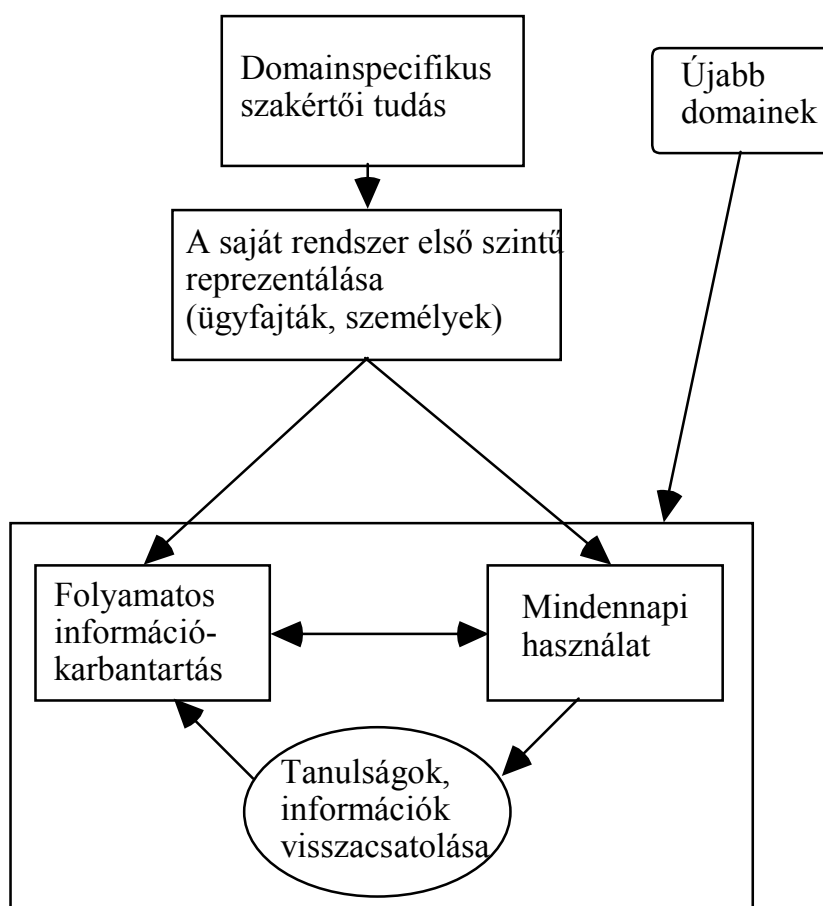 Domainspecifikus
szakértői tudás
Újabb
domainek
A saját rendszer első szintű
reprezentálása
(ügyfajták, személyek)
Folyamatos
információ-
karbantartás
Mindennapi
használat
Tanulságok,
információk
visszacsatolása